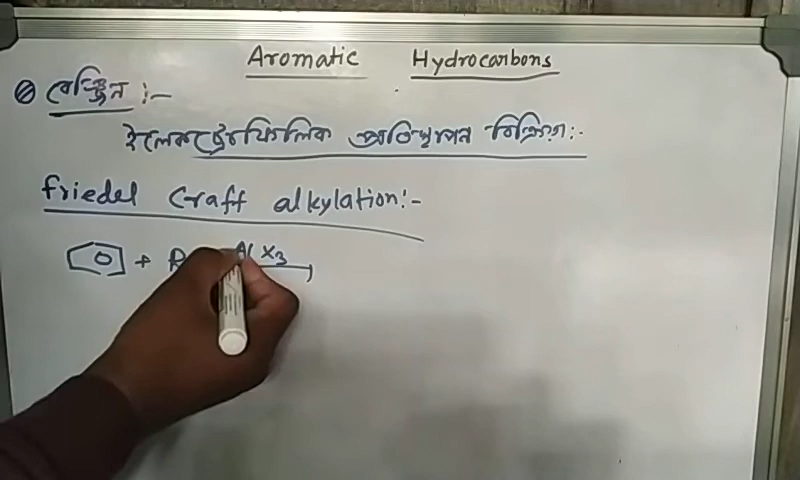 Aromatic Hydrocarbons
বেঞ্জিন :-
ইলেকট্রোফিলিক প্রতিস্থাপন বিক্রিয়া:-
Friedel Craft alkylation:-
+ R AlX3